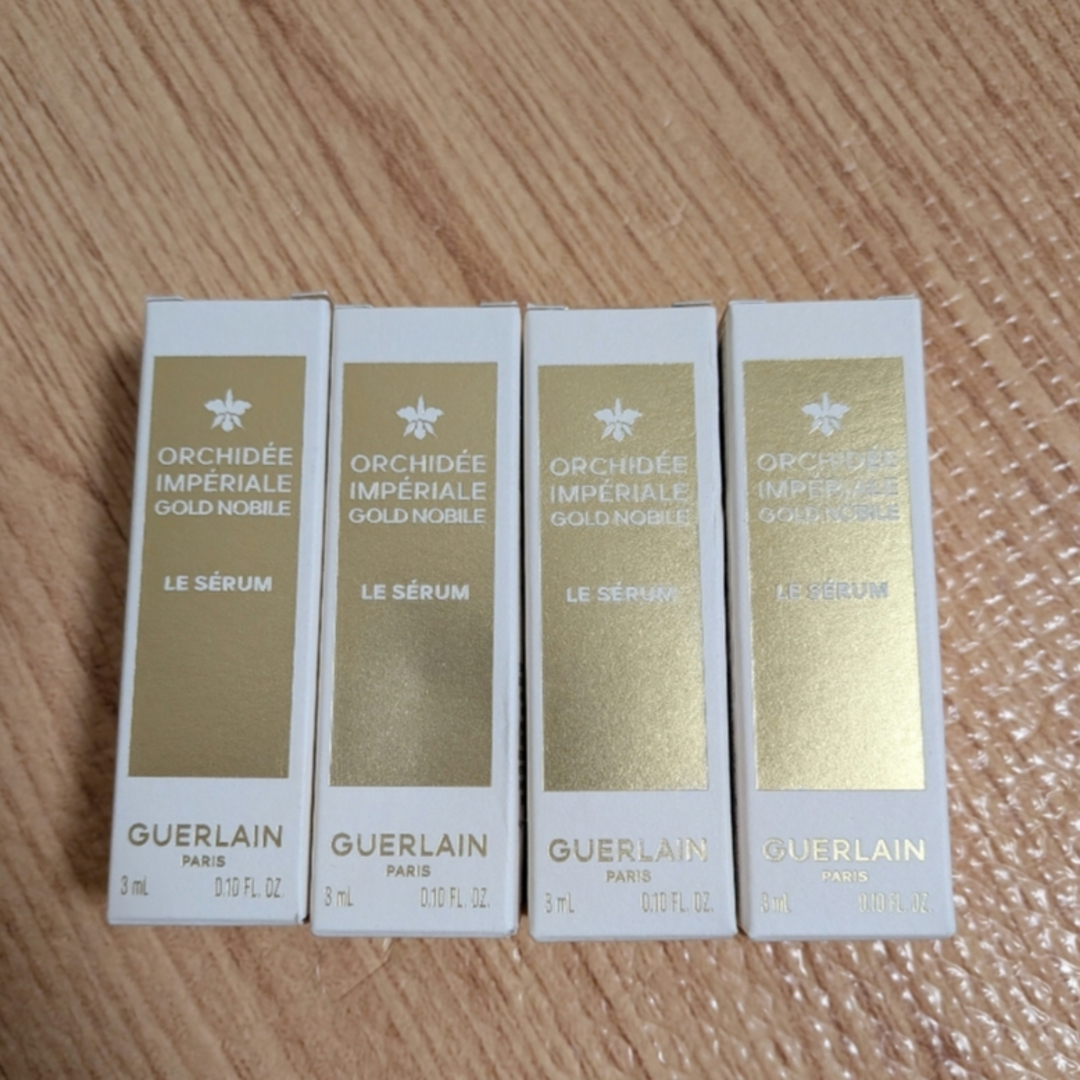 ORCHIDÉE
IMPÉRIALE
GOLD NOBILE
LE SÉRUM
GUERLAIN
PARIS
3 mL 0.10 FL. OZ.
ORCHIDÉE
IMPÉRIALE
GOLD NOBILE
LE SÉRUM
GUERLAIN
PARIS
3 mL 0.10 FL. OZ.
ORCHIDÉE
IMPÉRIALE
GOLD NOBILE
LE SÉRUM
GUERLAIN
PARIS
3 mL 0.10 FL. OZ.
ORCHIDÉE
IMPÉRIALE
GOLD NOBILE
LE SÉRUM
GUERLAIN
PARIS
3 mL 0.10 FL. OZ.